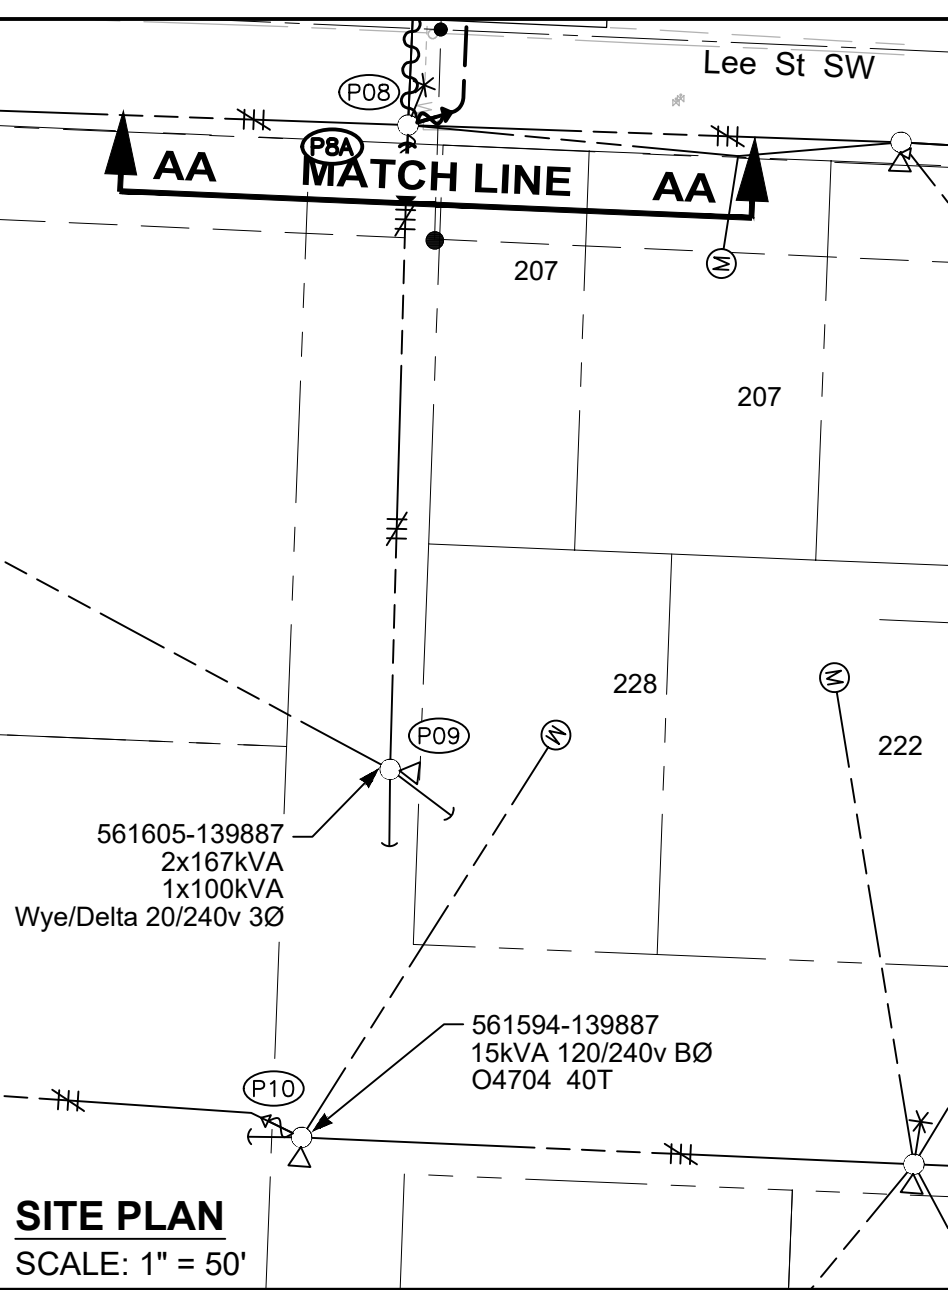 Lee St SW
P08
P8A
AA
MATCH LINE
AA
M
207
207
228
M
222
P09
M
561605-139887
2x167kVA
1x100kVA
Wye/Delta 20/240v 3Ø
561594-139887
15kVA 120/240v BØ
O4704 40T
P10
SITE PLAN
SCALE: 1" = 50'